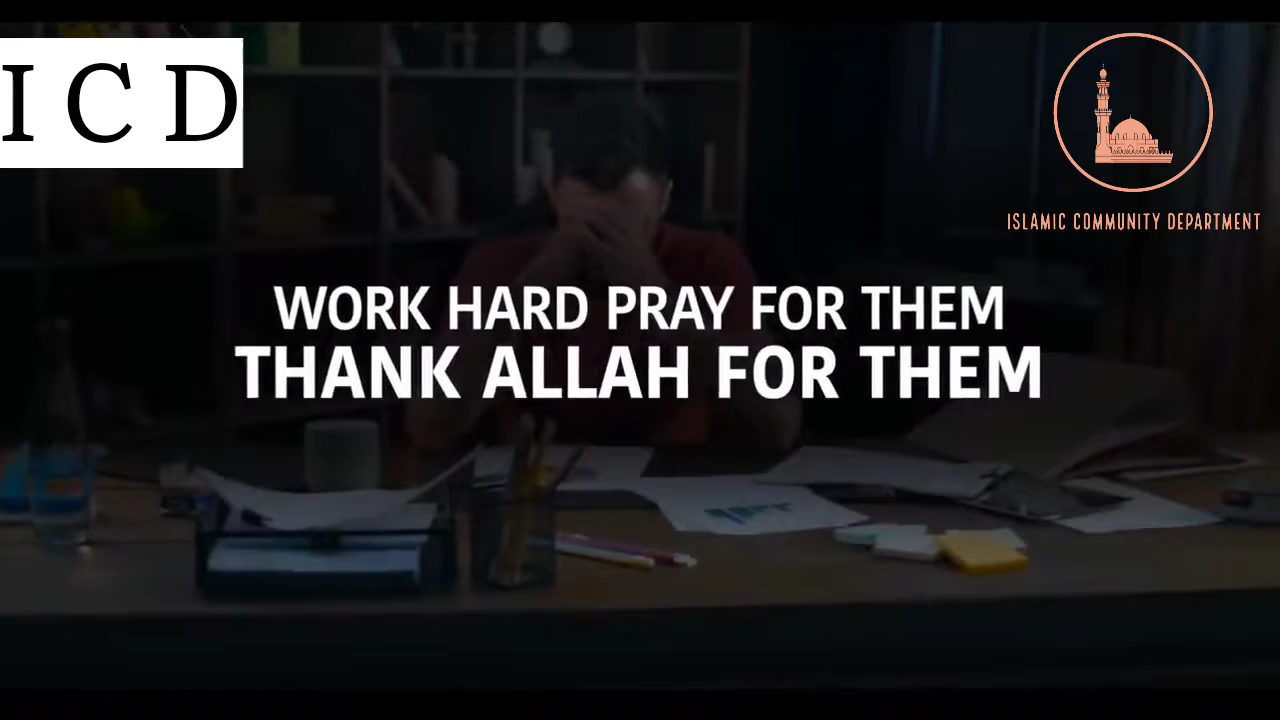 I C D
ISLAMIC COMMUNITY DEPARTMENT
WORK HARD PRAY FOR THEM
THANK ALLAH FOR THEM